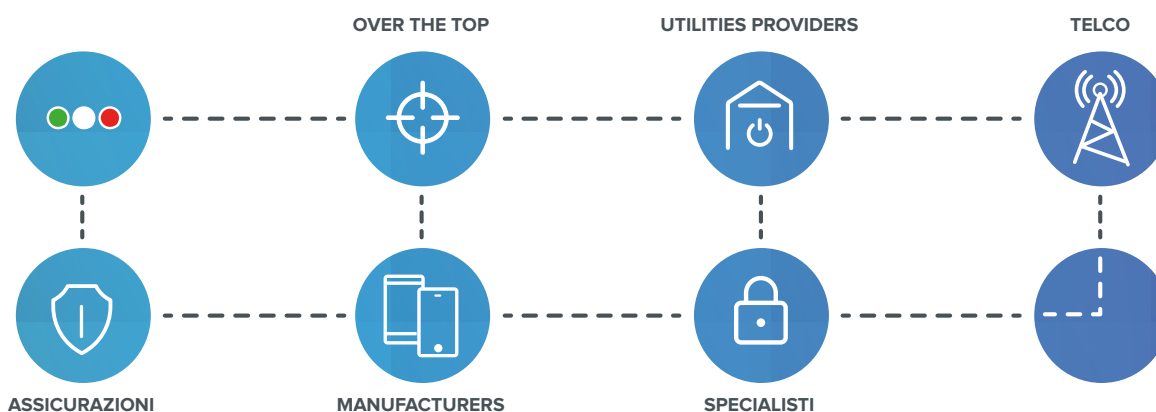 OVER THE TOP
UTILITIES PROVIDERS
TELCO
ASSICURAZIONI
MANUFACTURERS
SPECIALISTI